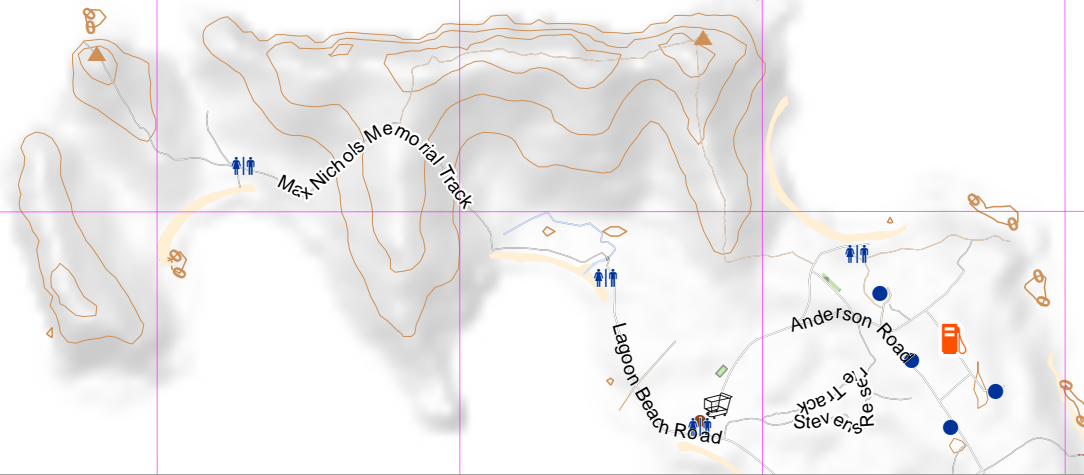 Max Nichols Memorial Track
Anderson Road
Lagoon Beach Road
Stevens Reserve Track